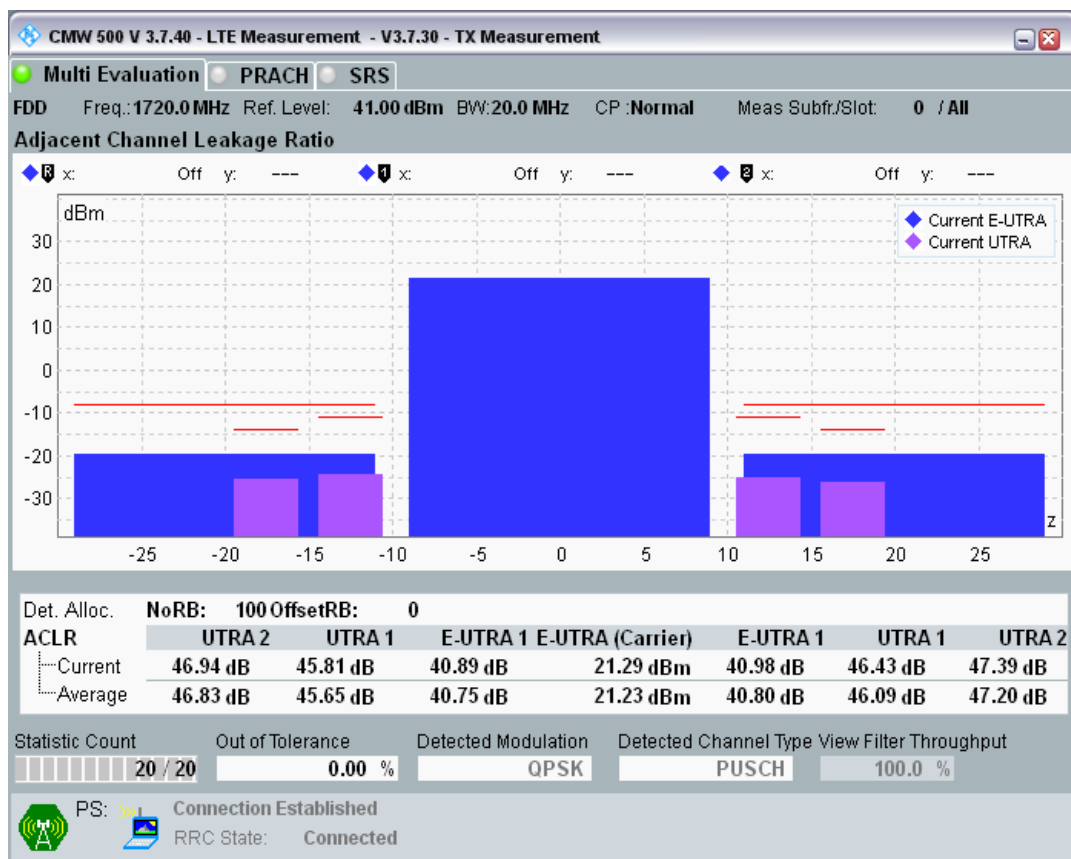 CMW 500 V 3.7.40 - LTE Measurement - V3.7.30 - TX Measurement
Multi Evaluation PRACH SRS
FDD Freq.: 1720.0 MHz Ref. Level: 41.00 dBm BW: 20.0 MHz CP : Normal Meas Subfr./Slot: 0 / All
Adjacent Channel Leakage Ratio
R x: Off y: --- 1 x: Off y: --- 2 x: Off y: ---
dBm
Current E-UTRA
Current UTRA
30
20
10
0
-10
-20
-30
z
-25 -20 -15 -10 -5 0 5 10 15 20 25
Det. Alloc. NoRB: 100 OffsetRB: 0
ACLR UTRA 2 UTRA 1 E-UTRA 1 E-UTRA (Carrier) E-UTRA 1 UTRA 1 UTRA 2
Current 46.94 dB 45.81 dB 40.89 dB 21.29 dBm 40.98 dB 46.43 dB 47.39 dB
Average 46.83 dB 45.65 dB 40.75 dB 21.23 dBm 40.80 dB 46.09 dB 47.20 dB
Statistic Count Out of Tolerance Detected Modulation Detected Channel Type View Filter Throughput
20 / 20 0.00 % QPSK PUSCH 100.0 %
PS: Connection Established
RRC State: Connected